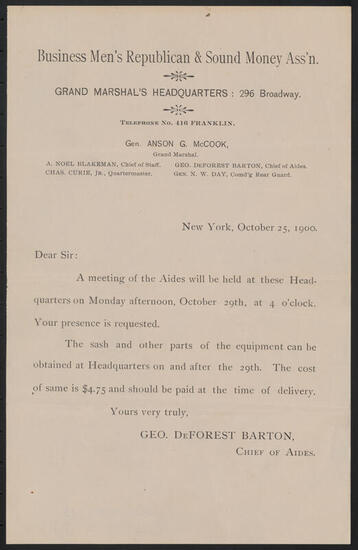 Business Men's Republican & Sound Money Ass'n.
GRAND MARSHAL'S HEADQUARTERS: 296 Broadway.
TELEPHONE No. 416 FRANKLIN.
Gen. ANSON G. McCOOK,
Grand Marshal.
A. NOEL BLAKEMAN, Chief of Staff. GEO. DEFOREST BARTON, Chief of Aides.
CHAS. CURIE, JR., Quartermaster. GEN. N. W. DAY, Comd'g Rear Guard.
New York, October 25, 1900.
Dear Sir:
A meeting of the Aides will be held at these Head-
quarters on Monday afternoon, October 29th, at 4 o'clock.
Your presence is requested.
The sash and other parts of the equipment can be
obtained at Headquarters on and after the 29th. The cost
of same is $4.75 and should be paid at the time of delivery.
Yours very truly,
GEO. DEFOREST BARTON,
CHIEF OF AIDES.